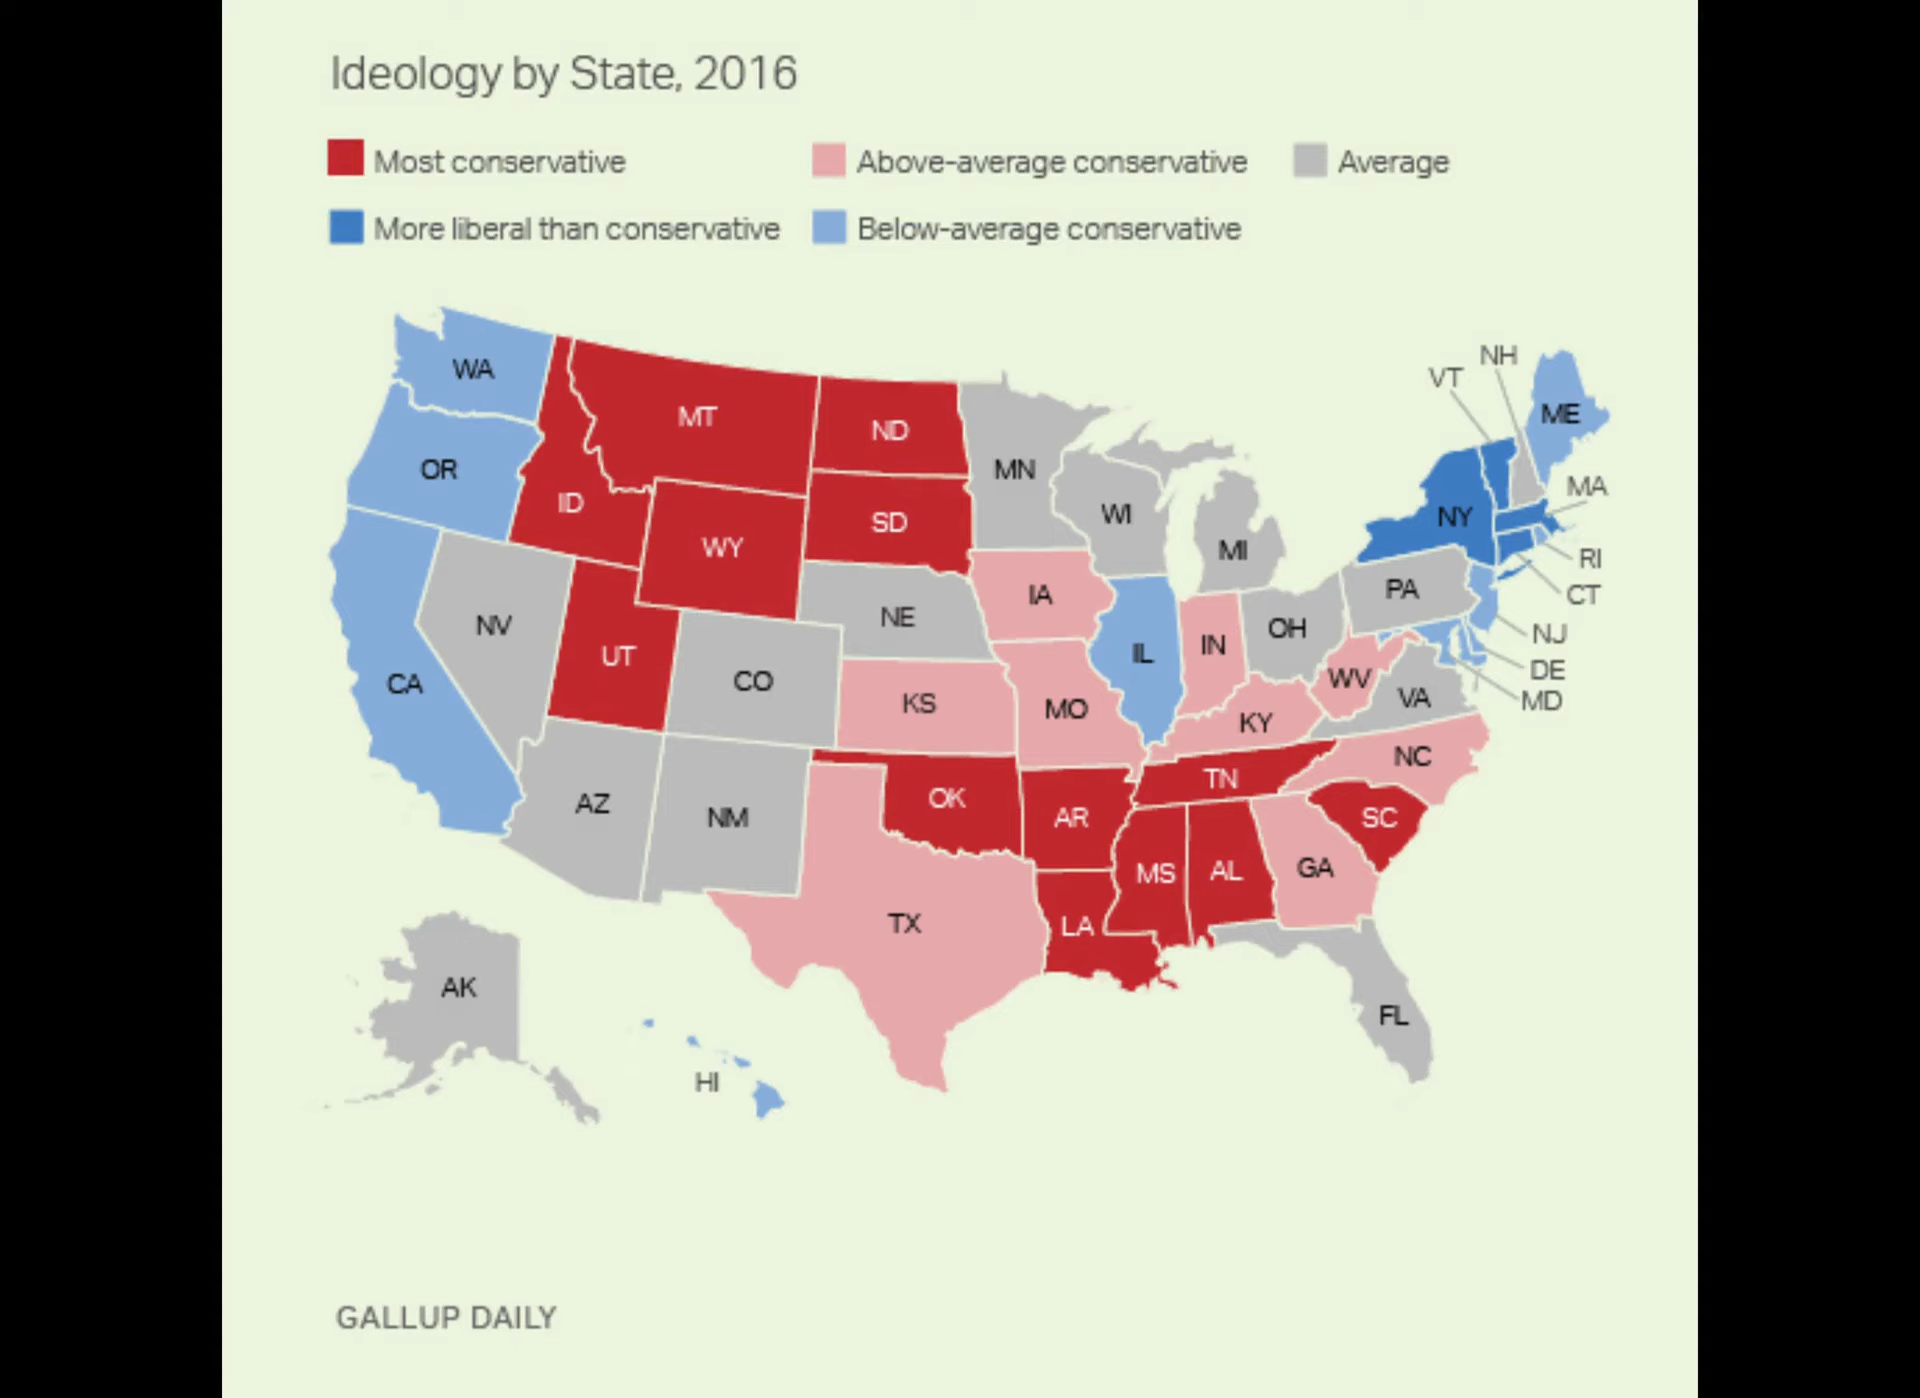 Ideology by State, 2016
Most conservative
Above-average conservative
Average
More liberal than conservative
Below-average conservative
NH
VT
WA
MT
ND
ME
OR
MN
MA
ID
SD
WI
NY
WY
MI
RI
IA
PA
CT
NV
NE
OH
NJ
UT
IL
IN
DE
CA
CO
KS
MO
WV
VA
MD
KY
NC
AZ
NM
OK
AR
TN
SC
MS
AL
GA
TX
LA
AK
FL
HI
GALLUP DAILY